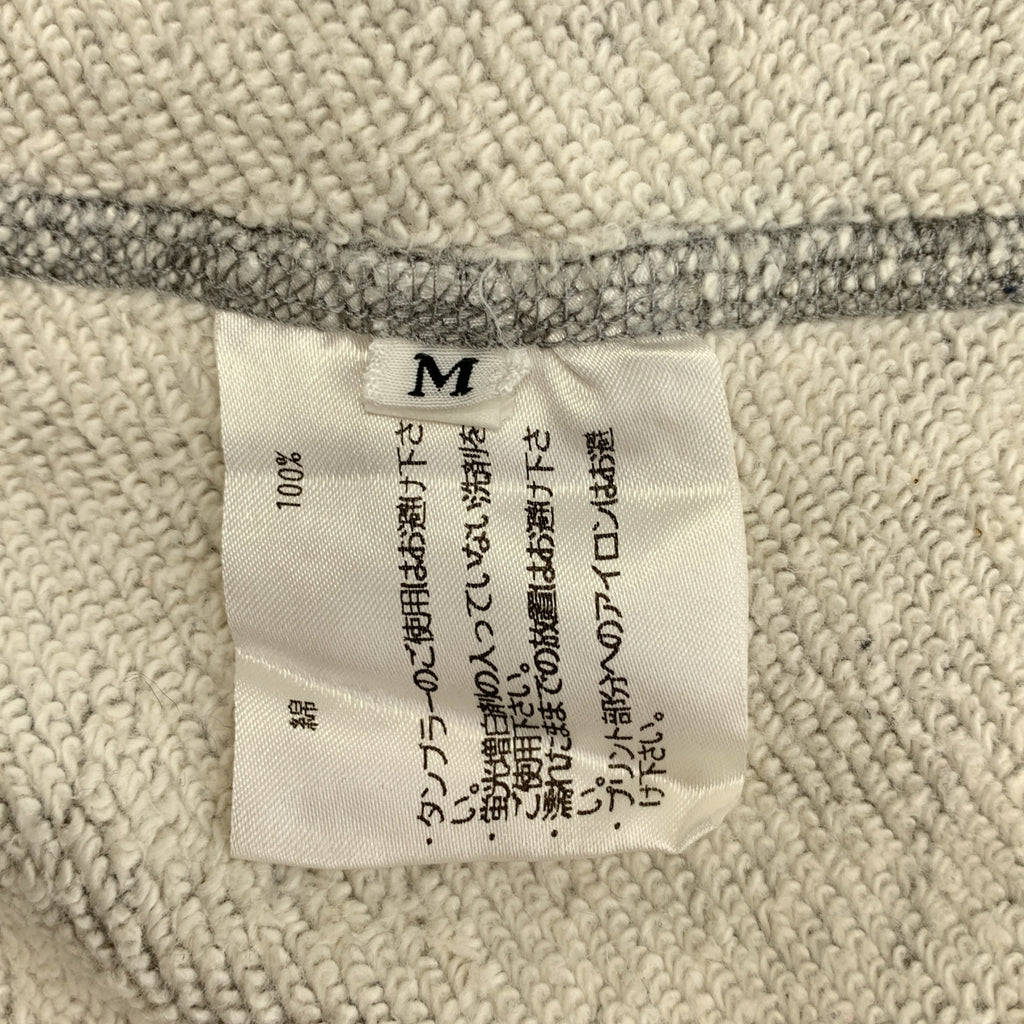 M
綿 100%
・タンブラーのご使用はお避け下さ
い。
・蛍光増白剤の入っていない洗剤を
ご使用下さい。
・濡れたままでの放置はお避け下さ
い。
・プリント部分へのアイロンはお避
け下さい。